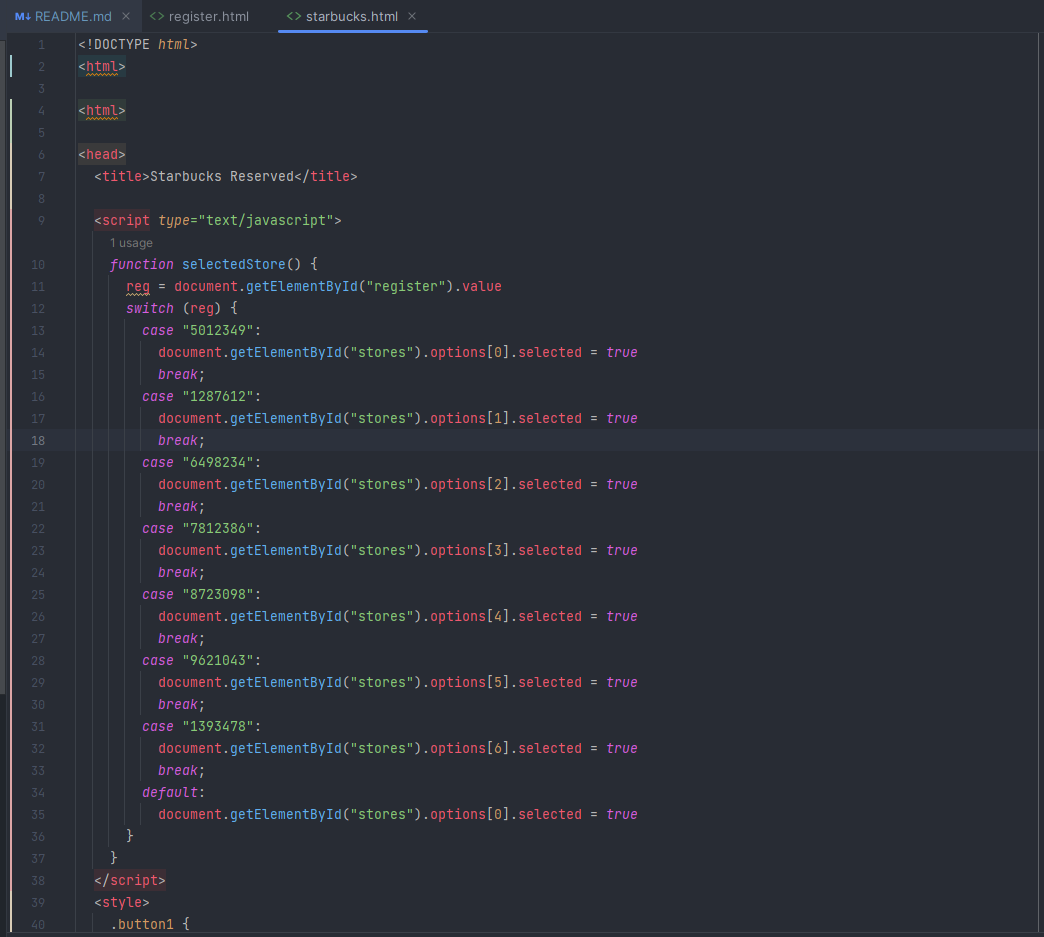 M↓ README.md × <> register.html <> starbucks.html ×
1 <!DOCTYPE html>
2 <html>
3
4 <html>
5
6 <head>
7   <title>Starbucks Reserved</title>
8
9   <script type="text/javascript">
    1 usage
10     function selectedStore() {
11       reg = document.getElementById("register").value
12       switch (reg) {
13         case "5012349":
14           document.getElementById("stores").options[0].selected = true
15           break;
16         case "1287612":
17           document.getElementById("stores").options[1].selected = true
18           break;
19         case "6498234":
20           document.getElementById("stores").options[2].selected = true
21           break;
22         case "7812386":
23           document.getElementById("stores").options[3].selected = true
24           break;
25         case "8723098":
26           document.getElementById("stores").options[4].selected = true
27           break;
28         case "9621043":
29           document.getElementById("stores").options[5].selected = true
30           break;
31         case "1393478":
32           document.getElementById("stores").options[6].selected = true
33           break;
34         default:
35           document.getElementById("stores").options[0].selected = true
36       }
37     }
38   </script>
39   <style>
40     .button1 {